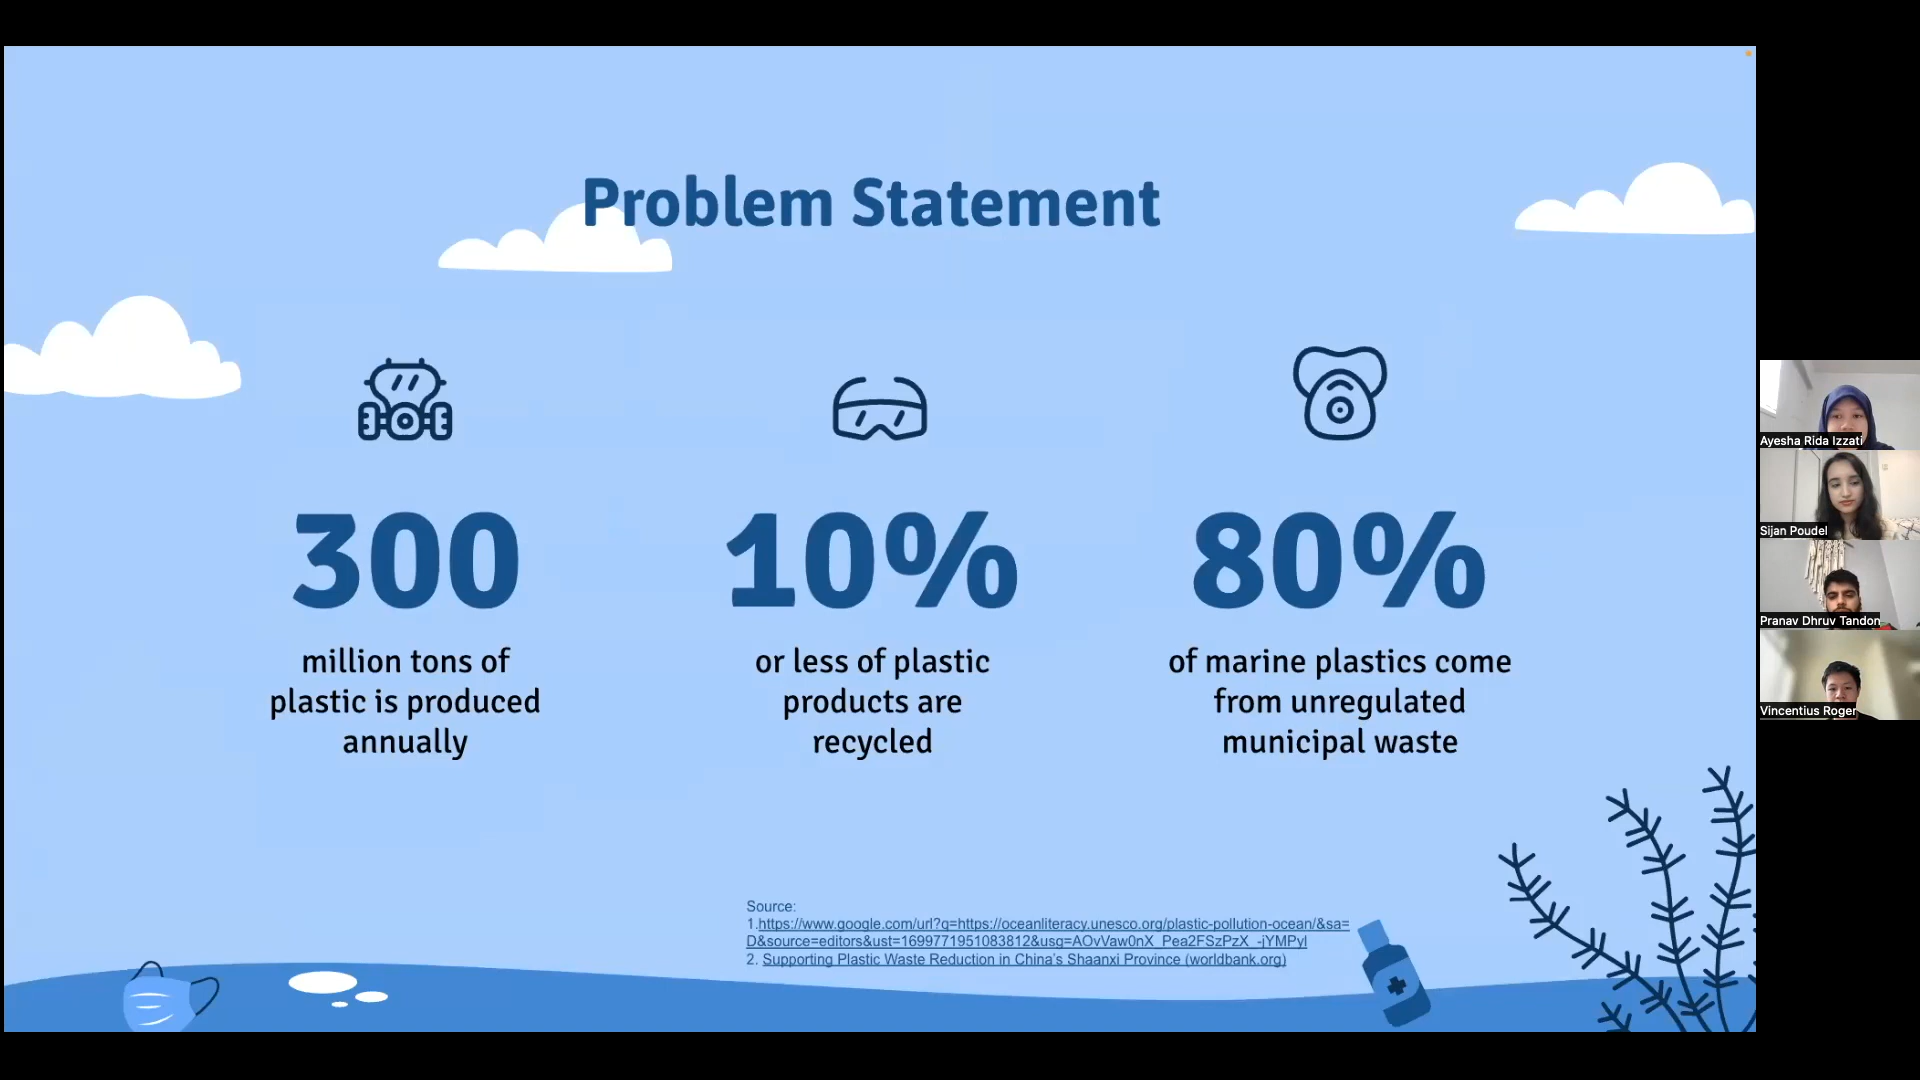 Problem Statement
300
million tons of
plastic is produced
annually
10%
or less of plastic
products are
recycled
80%
of marine plastics come
from unregulated
municipal waste
Source:
1.https://www.google.com/url?q=https://oceanliteracy.unesco.org/plastic-pollution-ocean/&sa=
D&source=editors&ust=1699771951083812&usg=AOvVaw0nX_Pea2FSzPzX_-jYMPyl
2. Supporting Plastic Waste Reduction in China's Shaanxi Province (worldbank.org)
Ayesha Rida Izzati
Sijan Poudel
Pranav Dhruv Tandon
Vincentius Roger